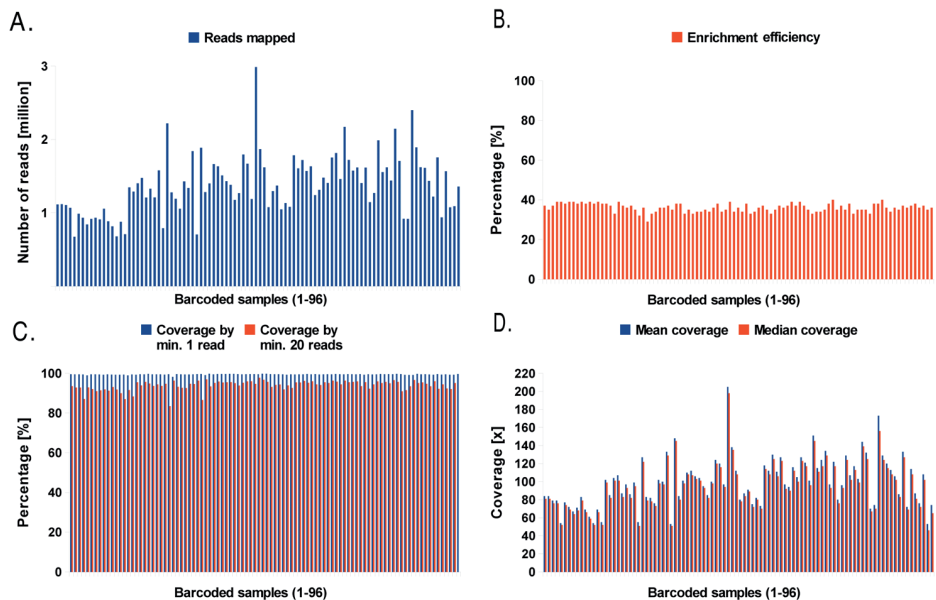 A.
Reads mapped
Number of reads [million]
3
2
1
Barcoded samples (1-96)
B.
Enrichment efficiency
Percentage [%]
100
80
60
40
20
0
Barcoded samples (1-96)
C.
Coverage by min. 1 read
Coverage by min. 20 reads
Percentage [%]
100
80
60
40
20
0
Barcoded samples (1-96)
D.
Mean coverage
Median coverage
Coverage [x]
220
200
180
160
140
120
100
80
60
40
20
0
Barcoded samples (1-96)